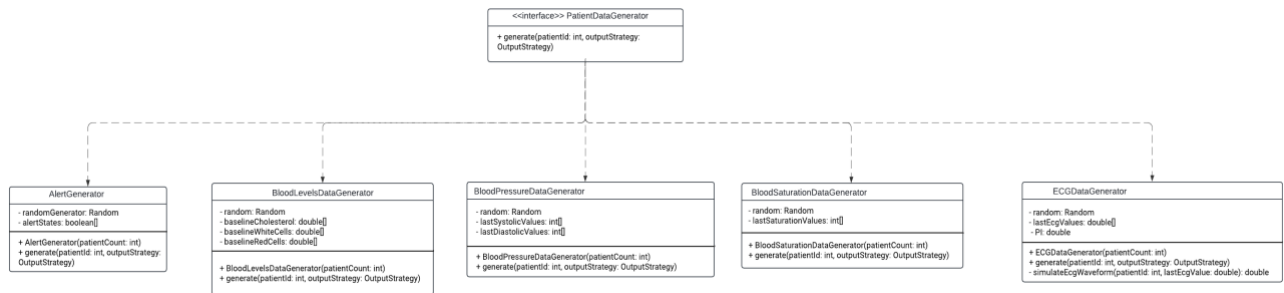 <<interface>> PatientDataGenerator
+ generate(patientId: int, outputStrategy:
OutputStrategy)
AlertGenerator
- randomGenerator: Random
- alertStates: boolean[]
+ AlertGenerator(patientCount: int)
+ generate(patientId: int, outputStrategy:
OutputStrategy)
BloodLevelsDataGenerator
- random: Random
- baselineCholesterol: double[]
- baselineWhiteCells: double[]
- baselineRedCells: double[]
+ BloodLevelsDataGenerator(patientCount: int)
+ generate(patientId: int, outputStrategy: OutputStrategy)
BloodPressureDataGenerator
- random: Random
- lastSystolicValues: int[]
- lastDiastolicValues: int[]
+ BloodPressureDataGenerator(patientCount: int)
+ generate(patientId: int, outputStrategy: OutputStrategy)
BloodSaturationDataGenerator
- random: Random
- lastSaturationValues: int[]
+ BloodSaturationDataGenerator(patientCount: int)
+ generate(patientId: int, outputStrategy: OutputStrategy)
ECGDataGenerator
- random: Random
- lastEcgValues: double[]
- PI: double
+ ECGDataGenerator(patientCount: int)
+ generate(patientId: int, outputStrategy: OutputStrategy)
- simulateEcgWaveform(patientId: int, lastEcgValue: double): double